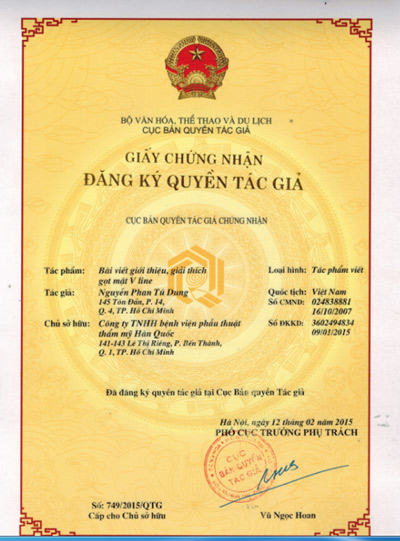 BỘ VĂN HÓA, THỂ THAO VÀ DU LỊCH
CỤC BẢN QUYỀN TÁC GIẢ
GIẤY CHỨNG NHẬN
ĐĂNG KÝ QUYỀN TÁC GIẢ
CỤC BẢN QUYỀN TÁC GIẢ CHỨNG NHẬN
Tác phẩm: Bài viết giới thiệu, giải thích Loại hình: Tác phẩm viết
gọt mặt V line
Tác giả: Nguyễn Phan Tú Dung Quốc tịch: Việt Nam
145 Tôn Đản, P. 14, Số CMND: 024838881
Q. 4, TP. Hồ Chí Minh 16/10/2007
Chủ sở hữu: Công ty TNHH bệnh viện phẫu thuật Số ĐKKD: 3602494834
thẩm mỹ Hàn Quốc 09/01/2015
141-143 Lê Thị Riêng, P. Bến Thành,
Q. 1, TP. Hồ Chí Minh
Đã đăng ký quyền tác giả tại Cục Bản quyền Tác giả
Hà Nội, ngày 12 tháng 02 năm 2015
PHÓ CỤC TRƯỞNG PHỤ TRÁCH
CỤC
BẢN QUYỀN
TÁC GIẢ
Số: 749/2015/QTG
Cấp cho Chủ sở hữu Vũ Ngọc Hoan